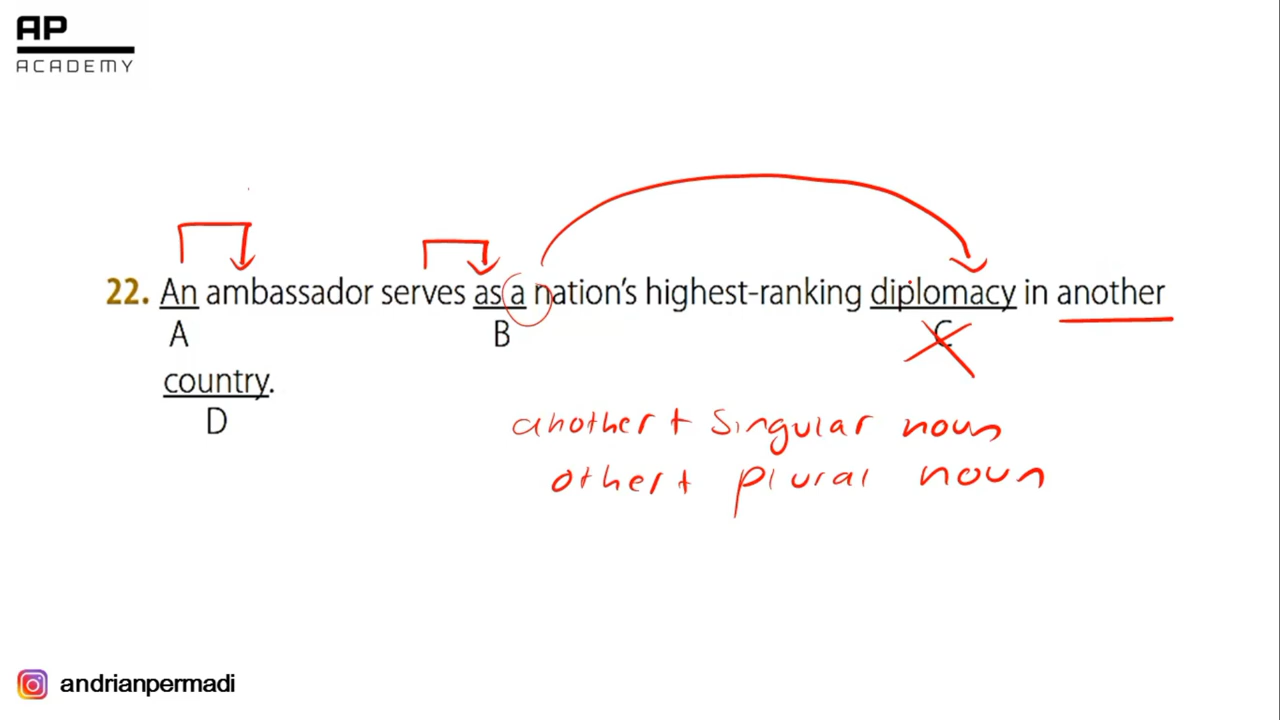 AP
ACADEMY
22. An ambassador serves as a nation's highest-ranking diplomacy in another
A B C
country.
D
another + Singular noun
other + plural noun
andrianpermadi